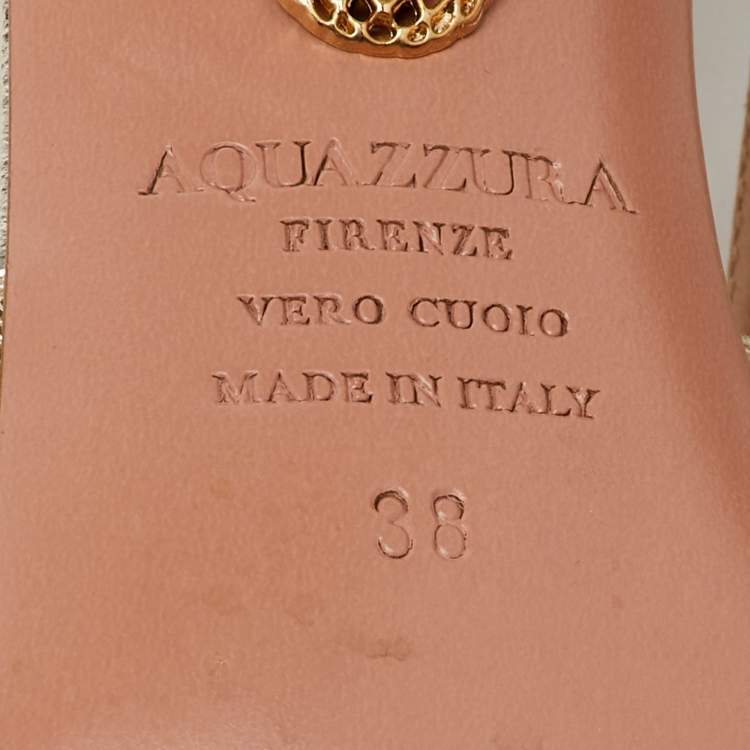 AQUAZZURA
FIRENZE
VERO CUOIO
MADE IN ITALY
38